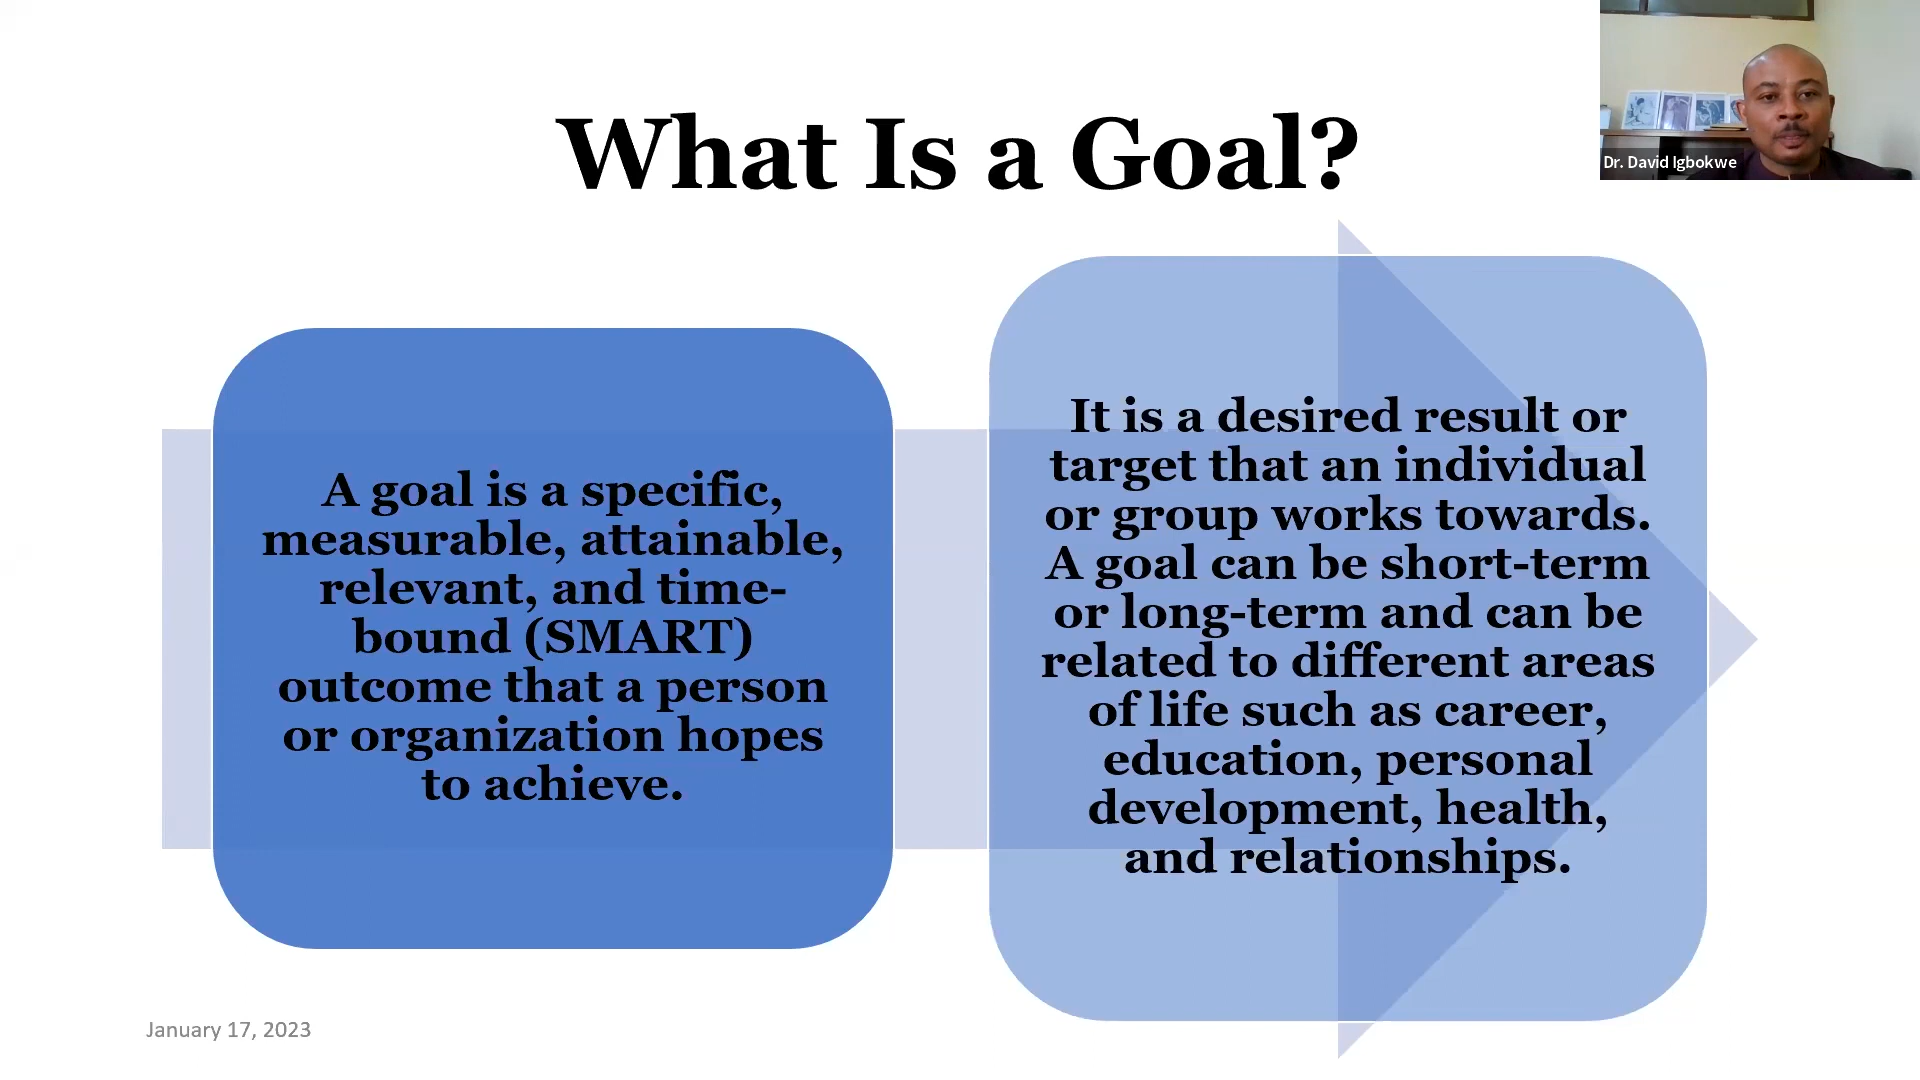 What Is a Goal?
Dr. David Igbokwe
A goal is a specific,
measurable, attainable,
relevant, and time-
bound (SMART)
outcome that a person
or organization hopes
to achieve.
It is a desired result or
target that an individual
or group works towards.
A goal can be short-term
or long-term and can be
related to different areas
of life such as career,
education, personal
development, health,
and relationships.
January 17, 2023